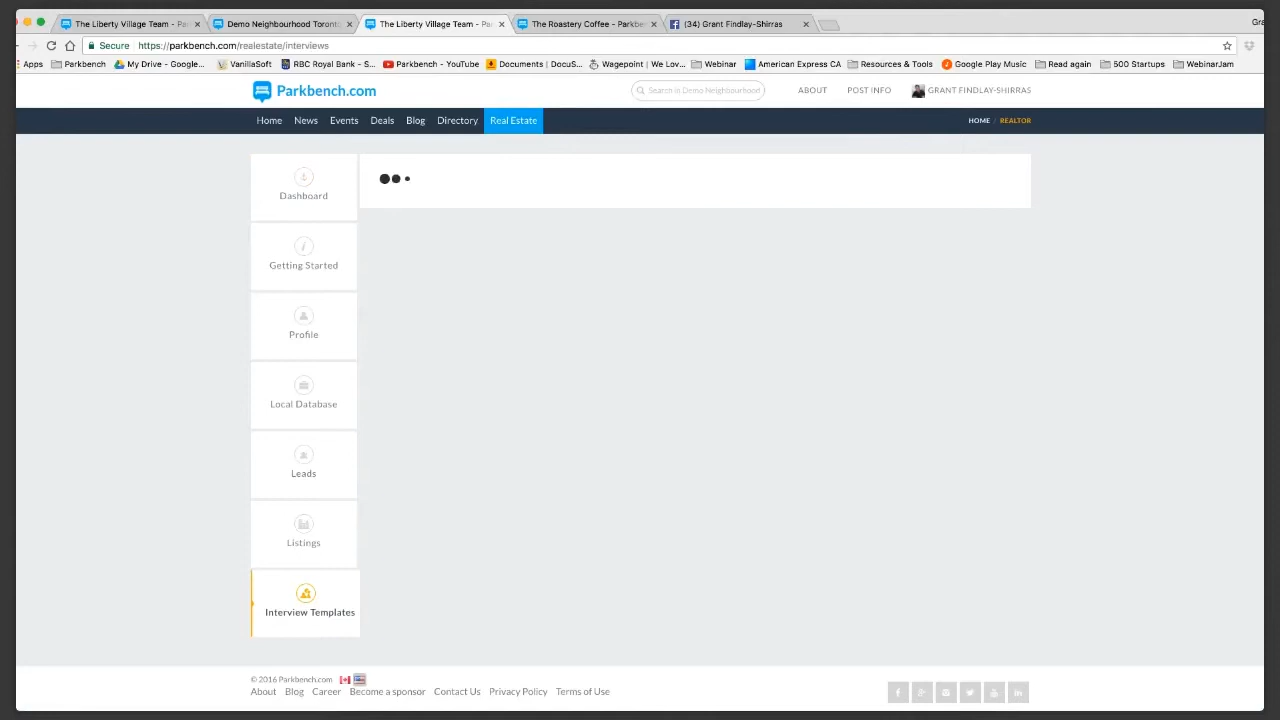 The Liberty Village Team - Pa
Demo Neighbourhood Toronto
The Liberty Village Team - Pa
The Roastery Coffee - Parkbe
(34) Grant Findlay-Shirras
Gra
Secure https://parkbench.com/realestate/interviews
Apps Parkbench My Drive - Google... VanillaSoft RBC Royal Bank - S... Parkbench - YouTube Documents | DocuS... Wagepoint | We Lov... Webinar American Express CA Resources & Tools Google Play Music Read again 500 Startups WebinarJam
Parkbench.com
Search in Demo Neighbourhood
ABOUT POST INFO GRANT FINDLAY-SHIRRAS
Home News Events Deals Blog Directory Real Estate
HOME / REALTOR
Dashboard
Getting Started
Profile
Local Database
Leads
Listings
Interview Templates
© 2016 Parkbench.com
About Blog Career Become a sponsor Contact Us Privacy Policy Terms of Use